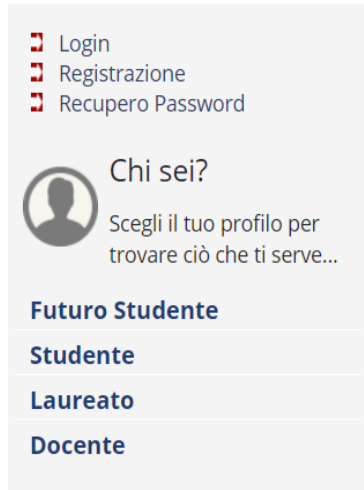 Login
Registrazione
Recupero Password
Chi sei?
Scegli il tuo profilo per
trovare ciò che ti serve...
Futuro Studente
Studente
Laureato
Docente